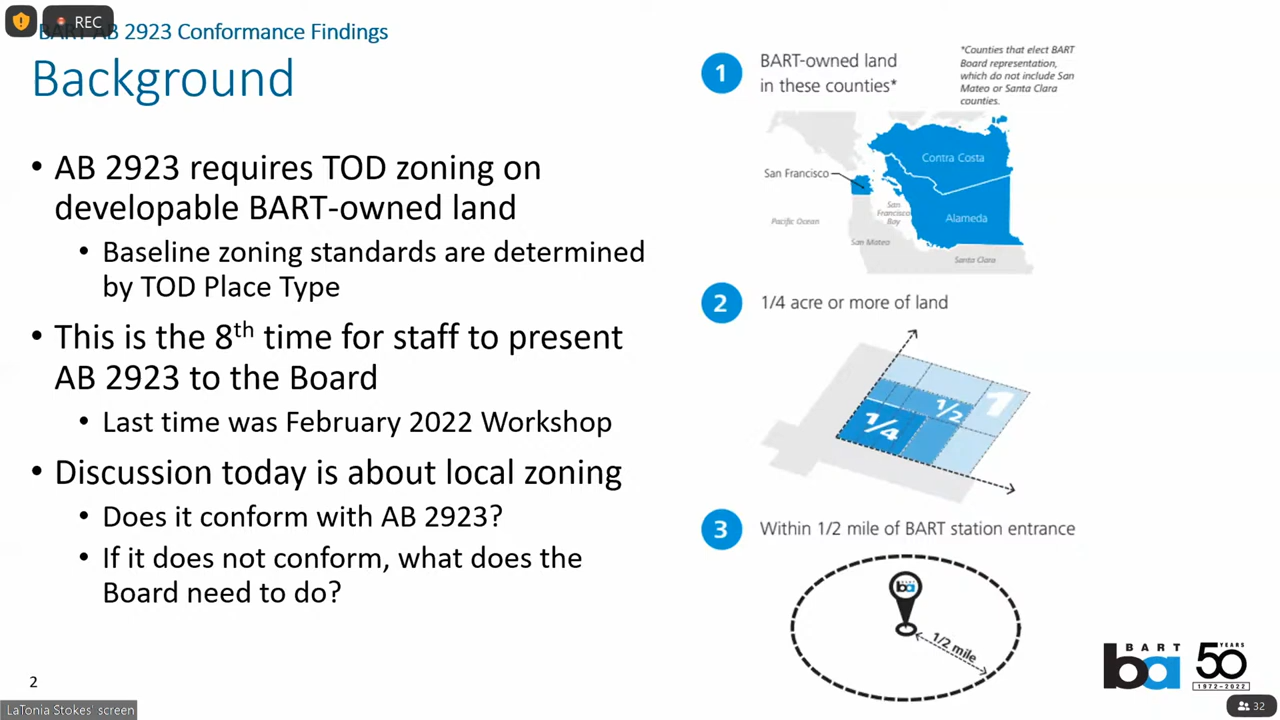 REC
BART AB 2923 Conformance Findings
Background
• AB 2923 requires TOD zoning on
developable BART-owned land
• Baseline zoning standards are determined
by TOD Place Type
• This is the 8th time for staff to present
AB 2923 to the Board
• Last time was February 2022 Workshop
• Discussion today is about local zoning
• Does it conform with AB 2923?
• If it does not conform, what does the
Board need to do?
2
LaTonia Stokes' screen
1
BART-owned land
in these counties*
*Counties that elect BART
Board representation,
which do not include San
Mateo or Santa Clara
counties.
Contra Costa
San Francisco
San
Francisco
Bay
Alameda
Pacific Ocean
San Mateo
Santa Clara
2
1/4 acre or more of land
1
1/2
1/4
3
Within 1/2 mile of BART station entrance
ba
1/2 mile
BART
ba
50
YEARS
1972-2022
32